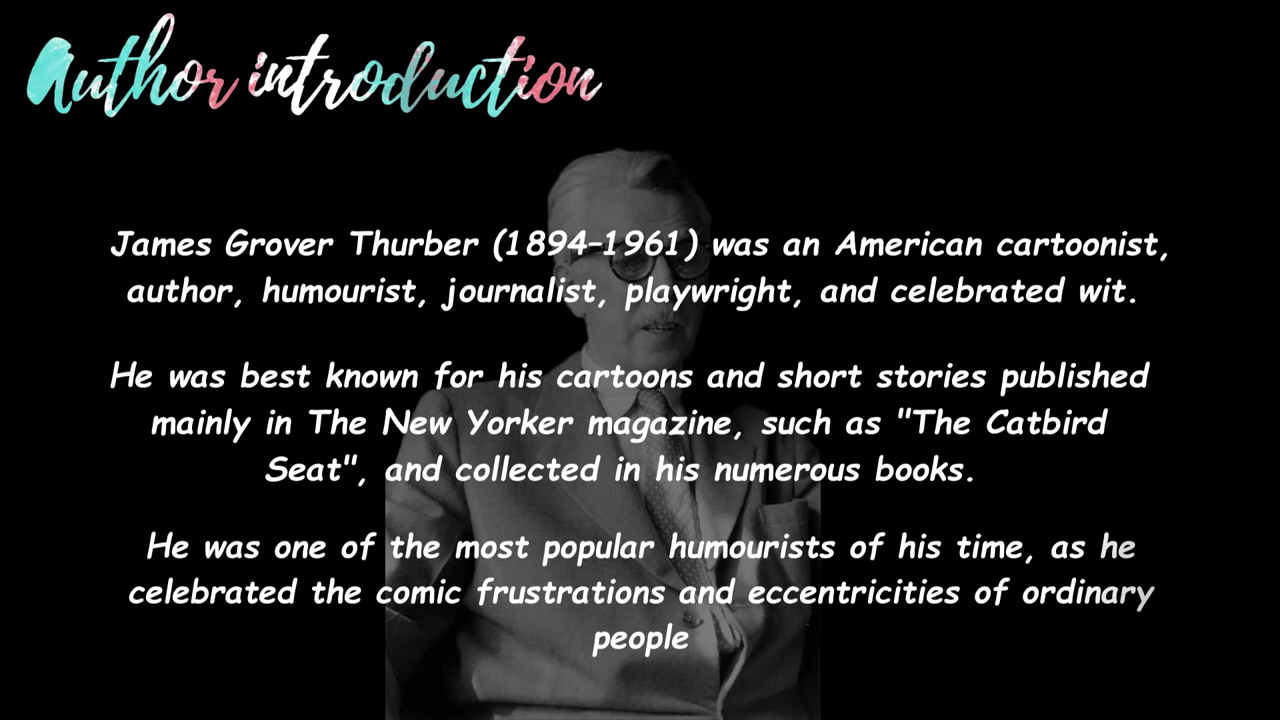 Author introduction
James Grover Thurber (1894–1961) was an American cartoonist,
author, humourist, journalist, playwright, and celebrated wit.
He was best known for his cartoons and short stories published
mainly in The New Yorker magazine, such as "The Catbird
Seat", and collected in his numerous books.
He was one of the most popular humourists of his time, as he
celebrated the comic frustrations and eccentricities of ordinary
people